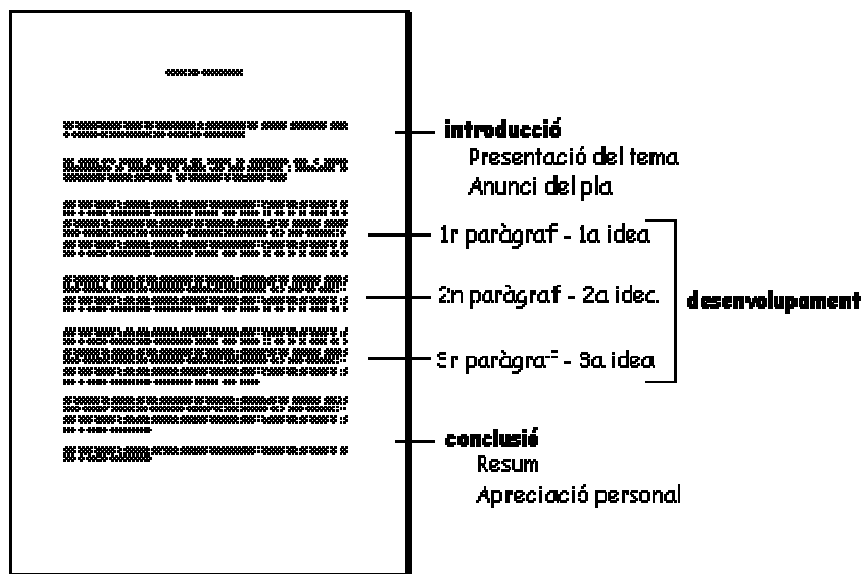 introducció
Presentació del tema
Anunci del pla
1r paràgraf - 1a idea
2n paràgraf - 2a idea
desenvolupament
3r paràgraf - 3a idea
conclusió
Resum
Apreciació personal